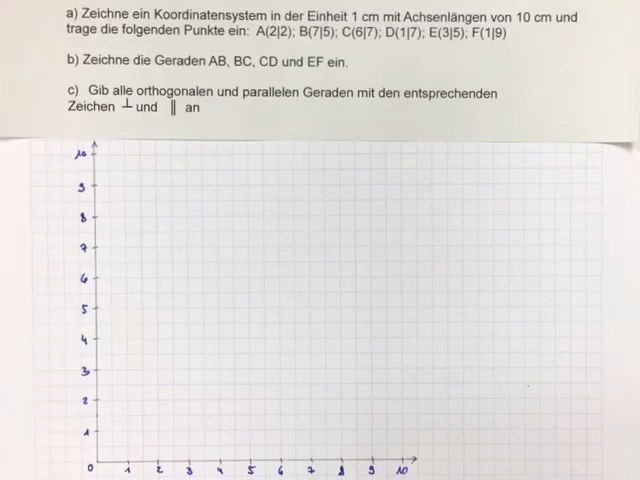 a) Zeichne ein Koordinatensystem in der Einheit 1 cm mit Achsenlängen von 10 cm und
trage die folgenden Punkte ein: A(2|2); B(7|5); C(6|7); D(1|7); E(3|5); F(1|9)
b) Zeichne die Geraden AB, BC, CD und EF ein.
c) Gib alle orthogonalen und parallelen Geraden mit den entsprechenden
Zeichen ⊥ und ∥ an
10
9
8
7
6
5
4
3
2
1
0 1 2 3 4 5 6 7 8 9 10